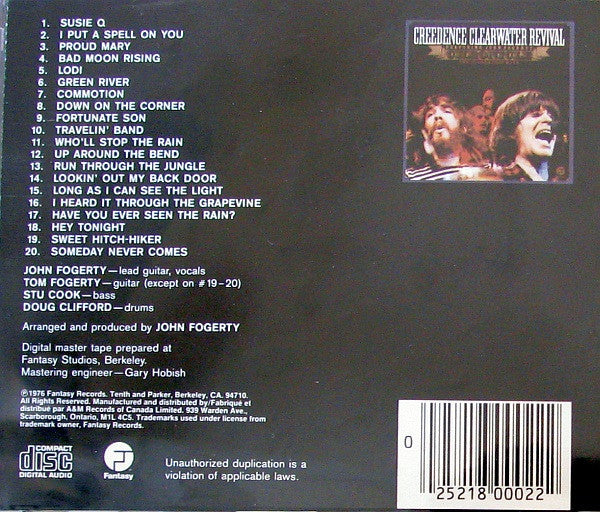 1. SUSIE Q
2. I PUT A SPELL ON YOU
3. PROUD MARY
4. BAD MOON RISING
5. LODI
6. GREEN RIVER
7. COMMOTION
8. DOWN ON THE CORNER
9. FORTUNATE SON
10. TRAVELIN' BAND
11. WHO'LL STOP THE RAIN
12. UP AROUND THE BEND
13. RUN THROUGH THE JUNGLE
14. LOOKIN' OUT MY BACK DOOR
15. LONG AS I CAN SEE THE LIGHT
16. I HEARD IT THROUGH THE GRAPEVINE
17. HAVE YOU EVER SEEN THE RAIN?
18. HEY TONIGHT
19. SWEET HITCH-HIKER
20. SOMEDAY NEVER COMES
JOHN FOGERTY—lead guitar, vocals
TOM FOGERTY—guitar (except on #19-20)
STU COOK—bass
DOUG CLIFFORD—drums
Arranged and produced by JOHN FOGERTY
Digital master tape prepared at
Fantasy Studios, Berkeley.
Mastering engineer—Gary Hobish
℗1976 Fantasy Records. Tenth and Parker, Berkeley, CA. 94710.
All Rights Reserved. Manufactured and distributed by/Fabriqué et
distribué par A&M Records of Canada Limited. 939 Warden Ave.,
Scarborough, Ontario, M1L 4C5. Trademarks used under license from
trademark owner, Fantasy Records.
COMPACT
disc
DIGITAL AUDIO
F
Fantasy
Unauthorized duplication is a
violation of applicable laws.
CREEDENCE CLEARWATER REVIVAL
0
25218 00022